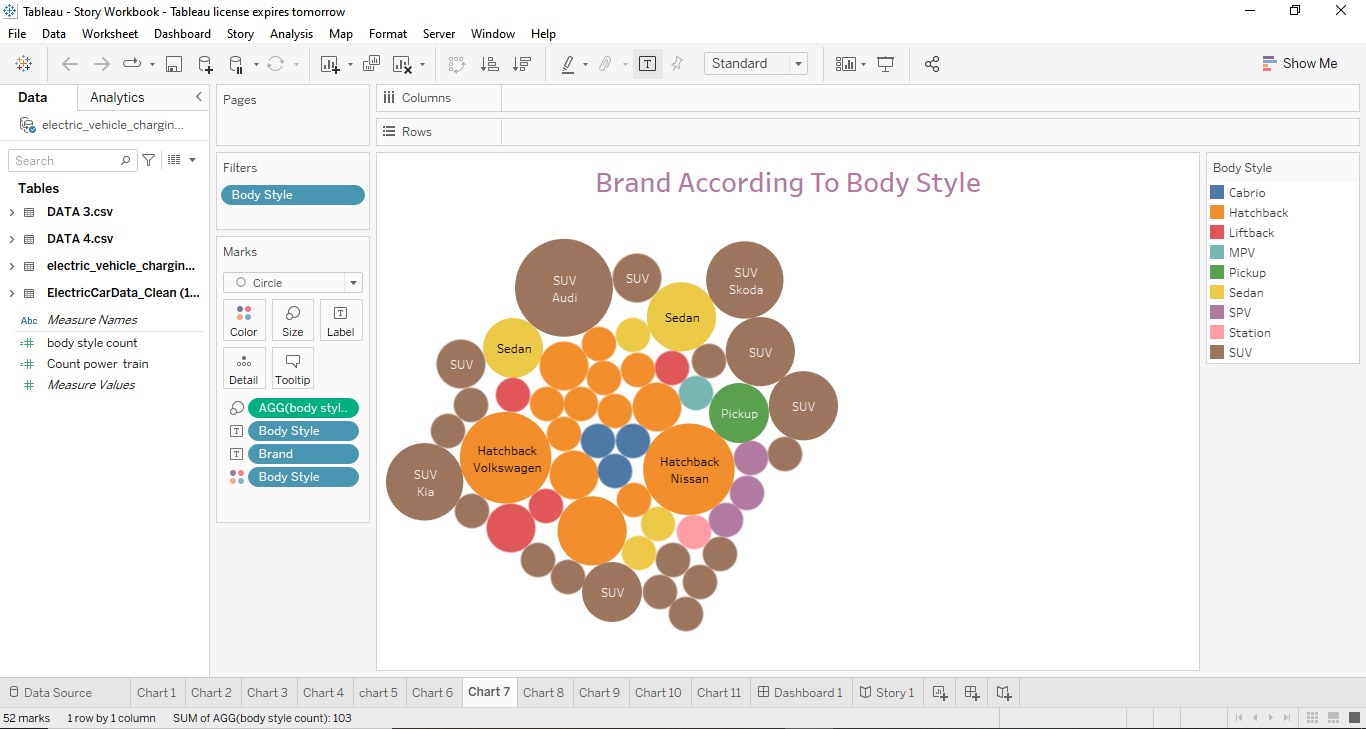 Tableau - Story Workbook - Tableau license expires tomorrow
File Data Worksheet Dashboard Story Analysis Map Format Server Window Help
Standard
Show Me
Data Analytics
electric_vehicle_chargin...
Search
Tables
DATA 3.csv
DATA 4.csv
electric_vehicle_chargin...
ElectricCarData_Clean (1...
Abc Measure Names
body style count
Count power train
Measure Values
Pages
Filters
Body Style
Marks
Circle
Color Size Label
Detail Tooltip
AGG(body styl..
Body Style
Brand
Body Style
Columns
Rows
Brand According To Body Style
SUV
Audi
SUV
SUV
Skoda
Sedan
Sedan
SUV
SUV
SUV
Pickup
Hatchback
Volkswagen
Hatchback
Nissan
SUV
Kia
SUV
Body Style
Cabrio
Hatchback
Liftback
MPV
Pickup
Sedan
SPV
Station
SUV
Data Source Chart 1 Chart 2 Chart 3 Chart 4 chart 5 Chart 6 Chart 7 Chart 8 Chart 9 Chart 10 Chart 11 Dashboard 1 Story 1
52 marks 1 row by 1 column SUM of AGG(body style count): 103